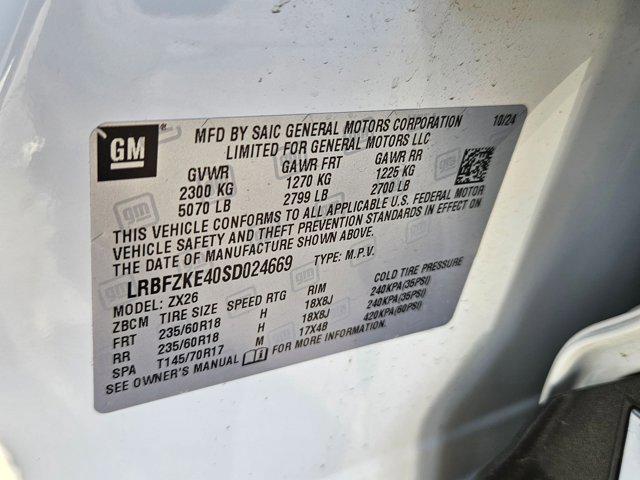 GM
MFD BY SAIC GENERAL MOTORS CORPORATION 10/24
LIMITED FOR GENERAL MOTORS LLC
GVWR GAWR FRT GAWR RR
2300 KG 1270 KG 1225 KG
5070 LB 2799 LB 2700 LB
THIS VEHICLE CONFORMS TO ALL APPLICABLE U.S. FEDERAL MOTOR
VEHICLE SAFETY AND THEFT PREVENTION STANDARDS IN EFFECT ON
THE DATE OF MANUFACTURE SHOWN ABOVE.
LRBFZKE40SD024669 TYPE: M.P.V.
MODEL: ZX26
ZBCM TIRE SIZE SPEED RTG RIM COLD TIRE PRESSURE
FRT 235/60R18 H 18X8J 240KPA(35PSI)
RR 235/60R18 H 18X8J 240KPA(35PSI)
SPA T145/70R17 M 17X4B 420KPA(60PSI)
SEE OWNER'S MANUAL FOR MORE INFORMATION.